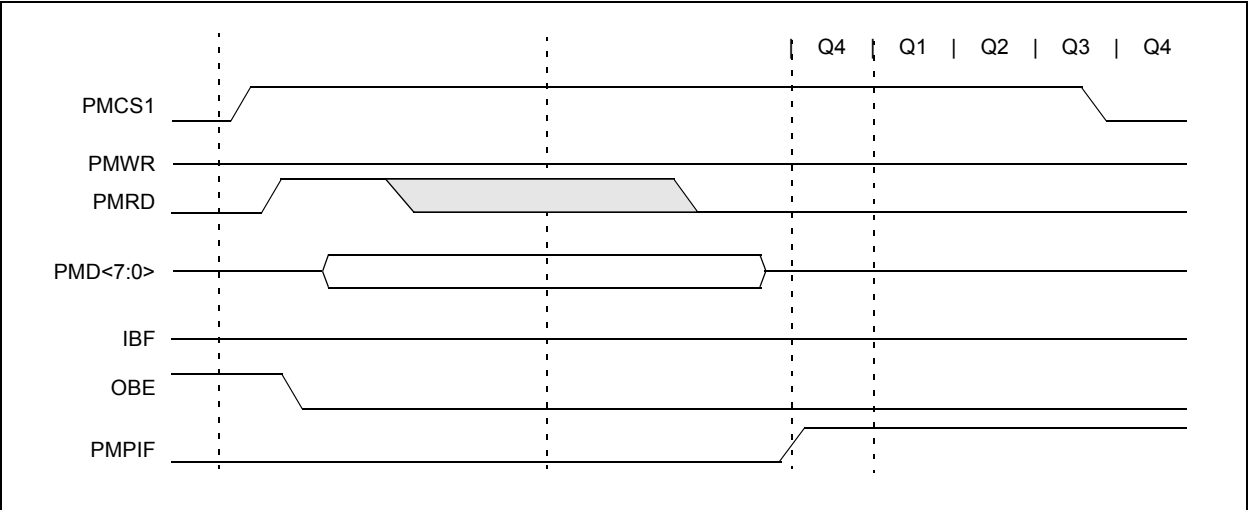 | Q4 | Q1 | Q2 | Q3 | Q4
PMCS1
PMWR
PMRD
PMD<7:0>
IBF
OBE
PMPIF